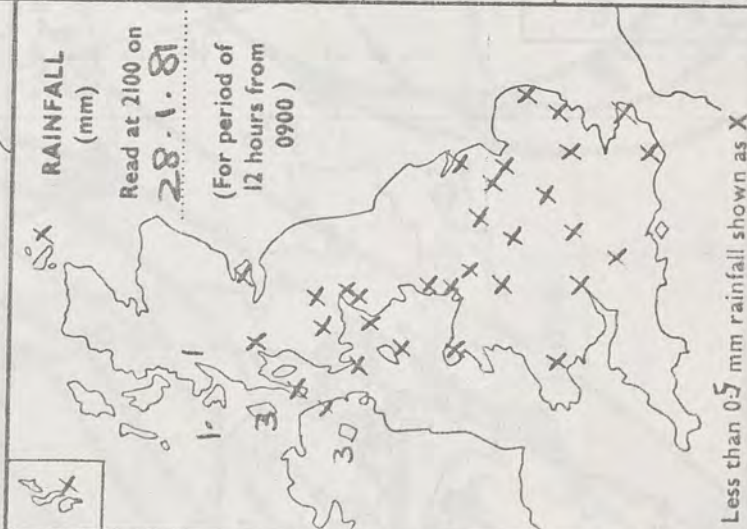 RAINFALL
(mm)
Read at 2100 on
28.1.81
(For period of
12 hours from
0900)
X
X
1
1
3
3
Less than 0.5 mm rainfall shown as X